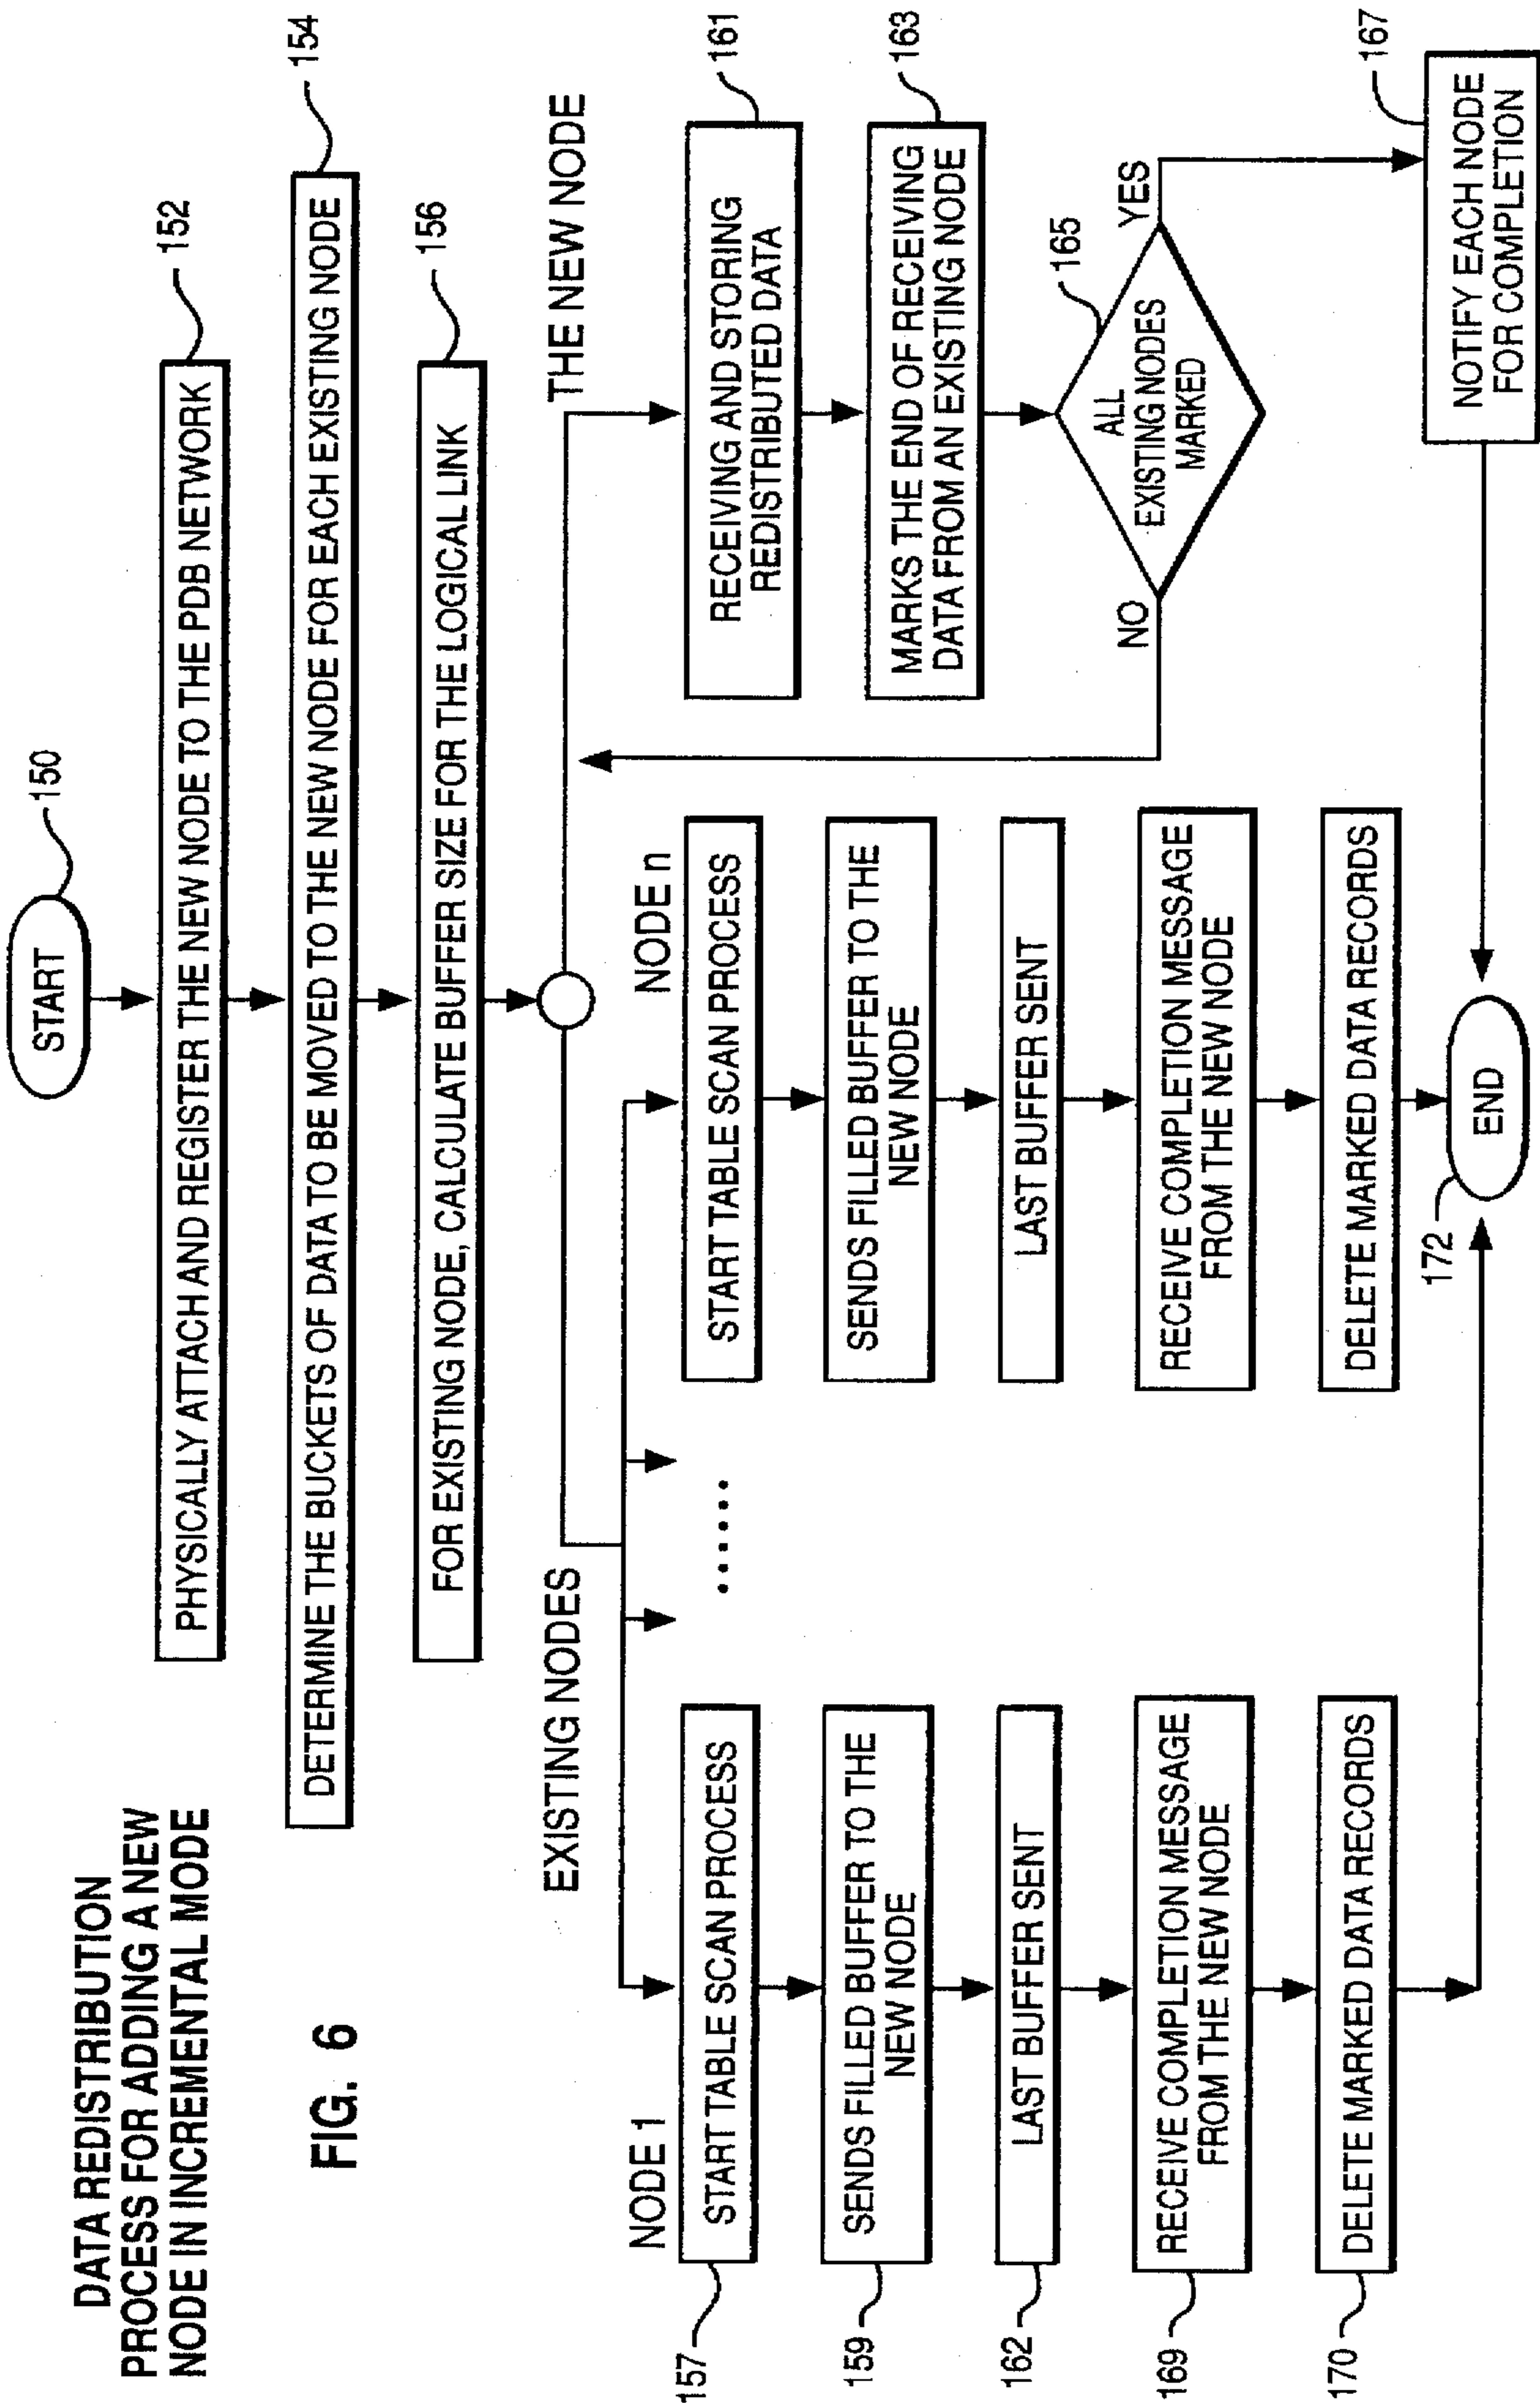 DATA REDISTRIBUTION
PROCESS FOR ADDING A NEW
NODE IN INCREMENTAL MODE
FIG. 6
START
150
PHYSICALLY ATTACH AND REGISTER THE NEW NODE TO THE PDB NETWORK
152
DETERMINE THE BUCKETS OF DATA TO BE MOVED TO THE NEW NODE FOR EACH EXISTING NODE
154
FOR EXISTING NODE, CALCULATE BUFFER SIZE FOR THE LOGICAL LINK
156
EXISTING NODES
THE NEW NODE
NODE 1
START TABLE SCAN PROCESS
157
SENDS FILLED BUFFER TO THE
NEW NODE
159
LAST BUFFER SENT
162
RECEIVE COMPLETION MESSAGE
FROM THE NEW NODE
169
DELETE MARKED DATA RECORDS
170
......
NODE n
START TABLE SCAN PROCESS
SENDS FILLED BUFFER TO THE
NEW NODE
LAST BUFFER SENT
RECEIVE COMPLETION MESSAGE
FROM THE NEW NODE
DELETE MARKED DATA RECORDS
RECEIVING AND STORING
REDISTRIBUTED DATA
161
MARKS THE END OF RECEIVING
DATA FROM AN EXISTING NODE
163
ALL
EXISTING NODES
MARKED
165
NO
YES
NOTIFY EACH NODE
FOR COMPLETION
167
172
END